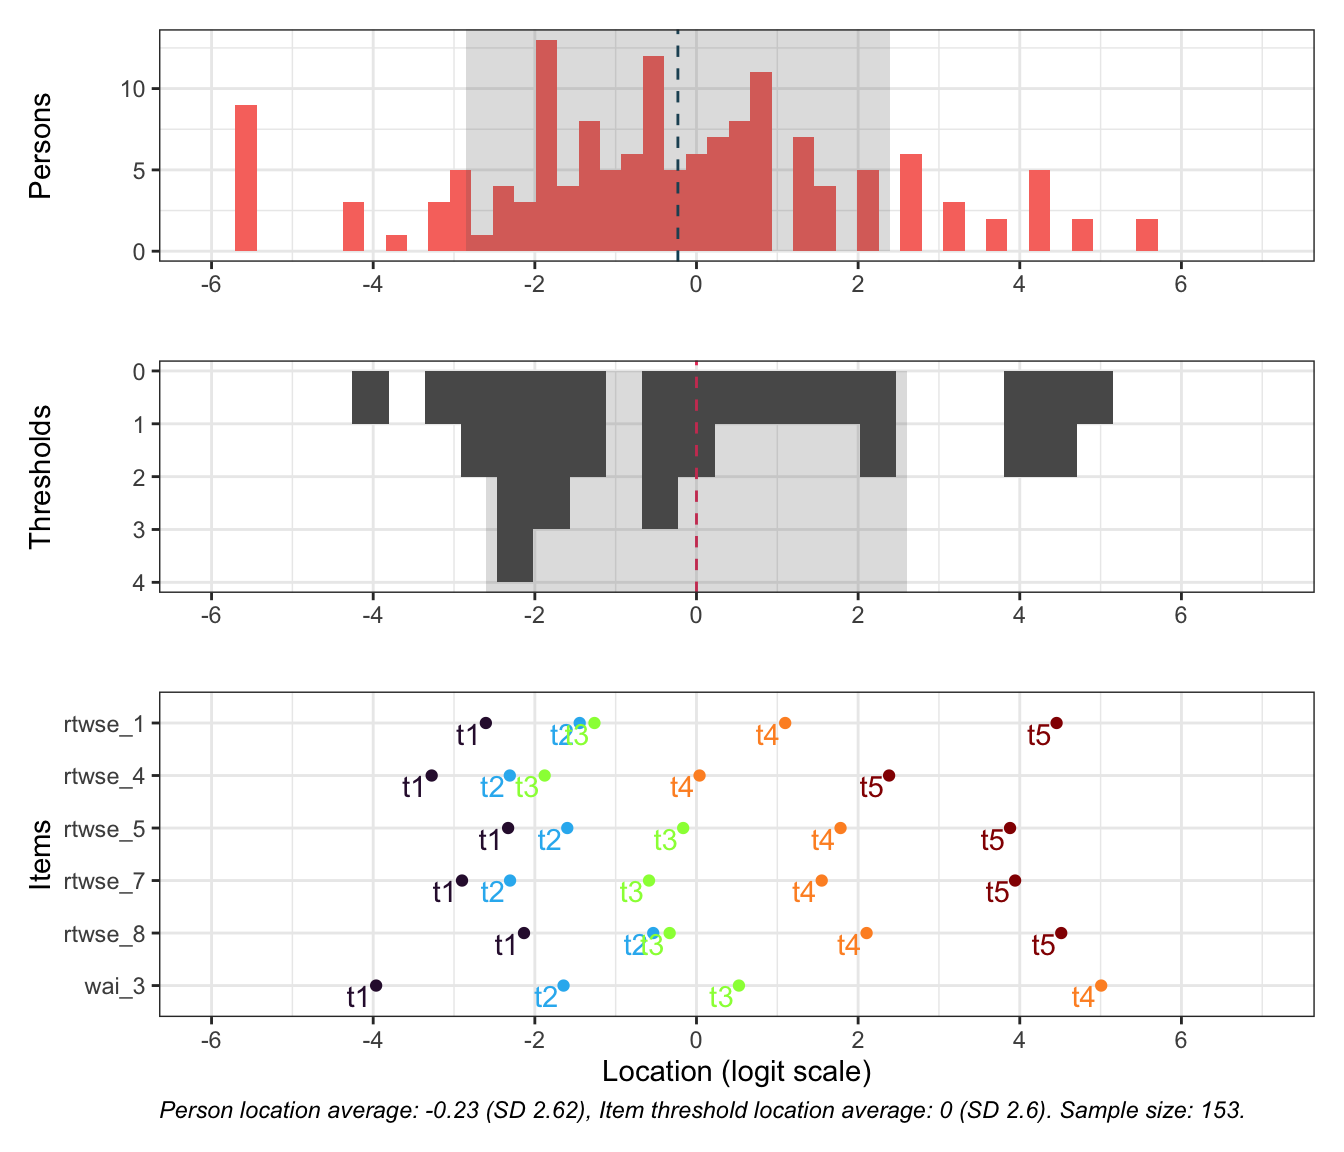 Persons
10
5
0
-6 -4 -2 0 2 4 6
Thresholds
0
1
2
3
4
-6 -4 -2 0 2 4 6
Items
rtwse_1 t1 t2 t3 t4 t5
rtwse_4 t1 t2 t3 t4 t5
rtwse_5 t1 t2 t3 t4 t5
rtwse_7 t1 t2 t3 t4 t5
rtwse_8 t1 t2 t3 t4 t5
wai_3 t1 t2 t3 t4
-6 -4 -2 0 2 4 6
Location (logit scale)
Person location average: -0.23 (SD 2.62), Item threshold location average: 0 (SD 2.6). Sample size: 153.